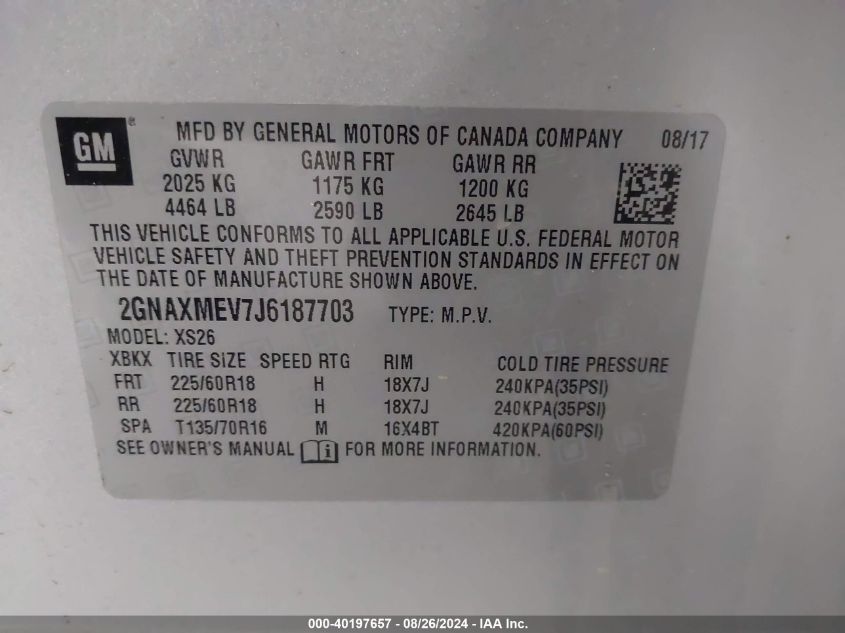 GM ® MFD BY GENERAL MOTORS OF CANADA COMPANY 08/17
GVWR GAWR FRT GAWR RR
2025 KG 1175 KG 1200 KG
4464 LB 2590 LB 2645 LB
THIS VEHICLE CONFORMS TO ALL APPLICABLE U.S. FEDERAL MOTOR
VEHICLE SAFETY AND THEFT PREVENTION STANDARDS IN EFFECT ON
THE DATE OF MANUFACTURE SHOWN ABOVE.
2GNAXMEV7J6187703 TYPE: M.P.V.
MODEL: XS26
XBKX TIRE SIZE SPEED RTG RIM COLD TIRE PRESSURE
FRT 225/60R18 H 18X7J 240KPA(35PSI)
RR 225/60R18 H 18X7J 240KPA(35PSI)
SPA T135/70R16 M 16X4BT 420KPA(60PSI)
SEE OWNER'S MANUAL i FOR MORE INFORMATION.
000-40197657 - 08/26/2024 - IAA Inc.